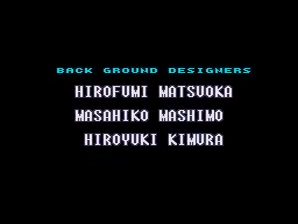 BACK GROUND DESIGNERS
HIROFUMI MATSUOKA
MASAHIKO MASHIMO
HIROYUKI KIMURA